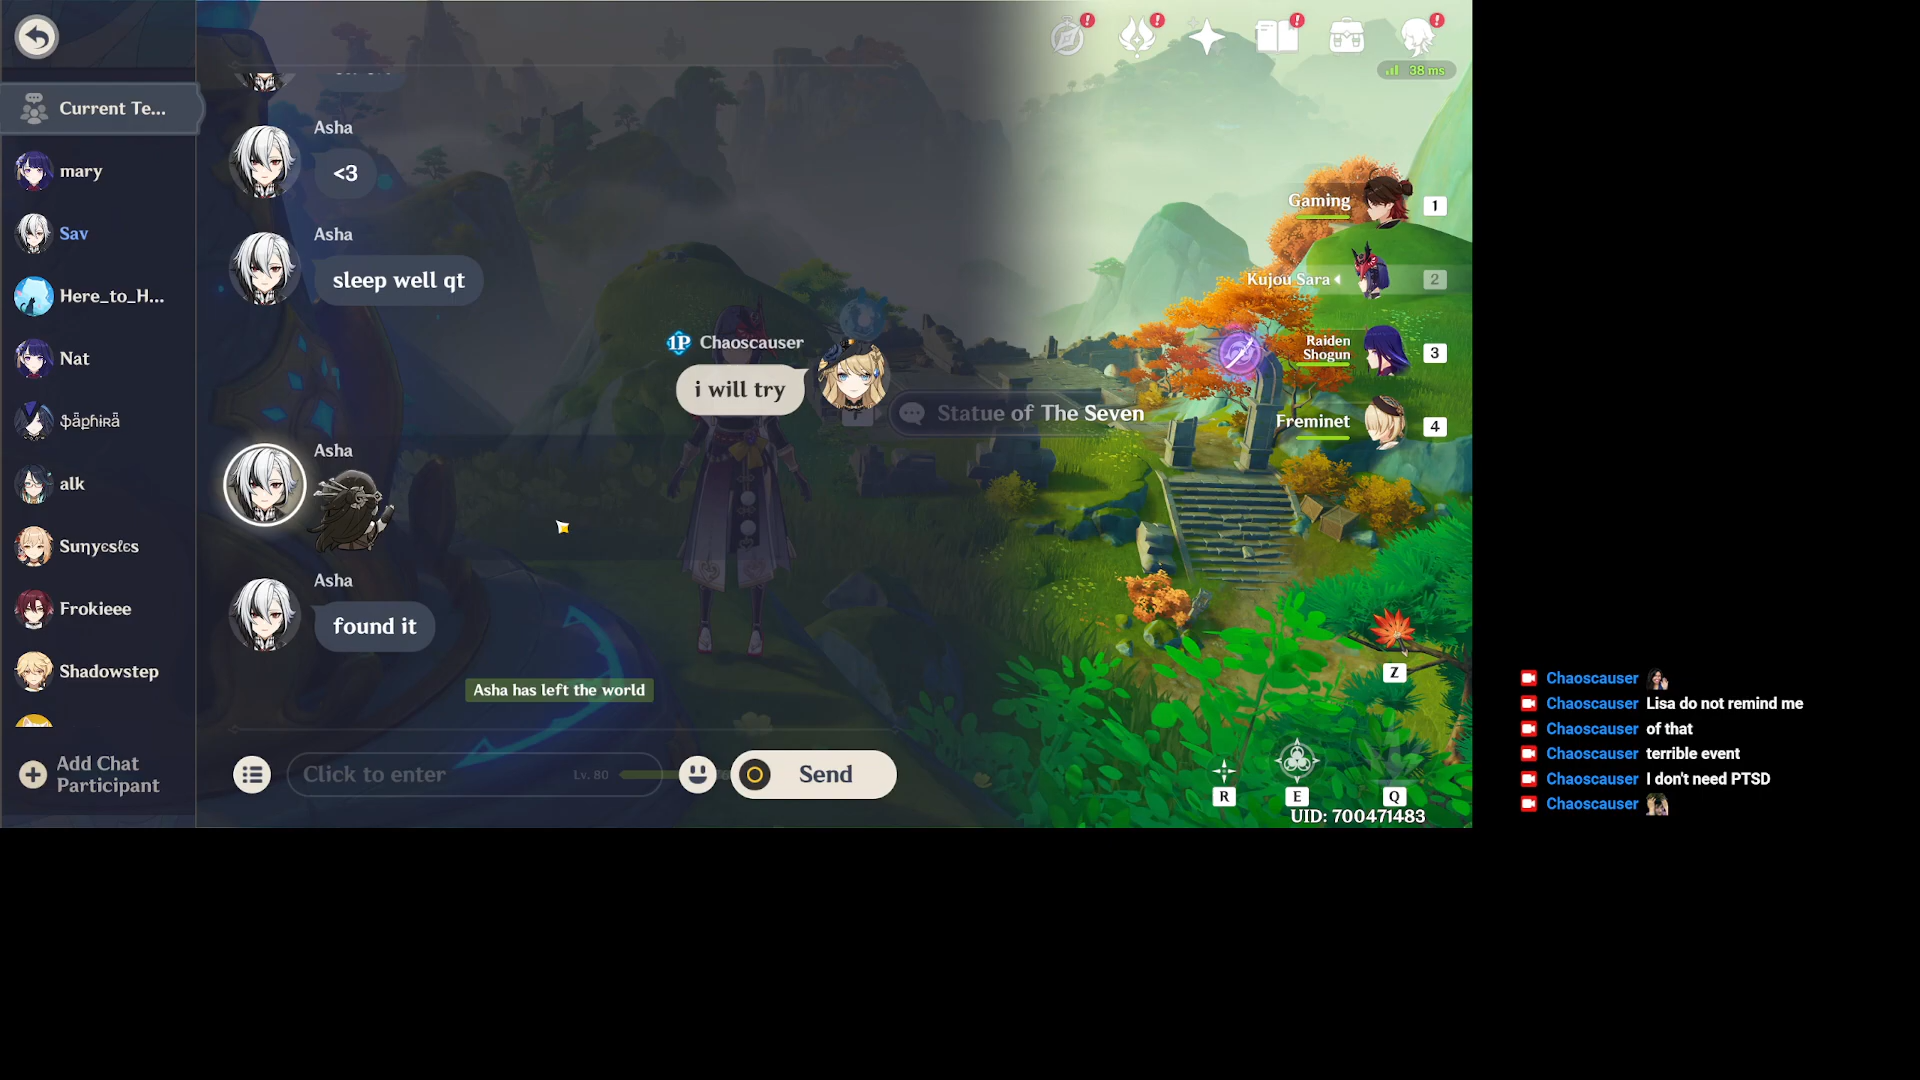 Current Te...
mary
Sav
Here_to_H...
Nat
alk
Frokieee
Shadowstep
Add Chat
Participant
Asha
<3
Asha
sleep well qt
1P Chaoscauser
i will try
Asha
Asha
found it
Asha has left the world
Click to enter
Lv. 80
Send
Statue of The Seven
38 ms
Gaming
1
Kujou Sara
2
Raiden
Shogun
3
Freminet
4
Z
R
E
Q
UID: 700471483
Chaoscauser
Chaoscauser Lisa do not remind me
Chaoscauser of that
Chaoscauser terrible event
Chaoscauser I don't need PTSD
Chaoscauser